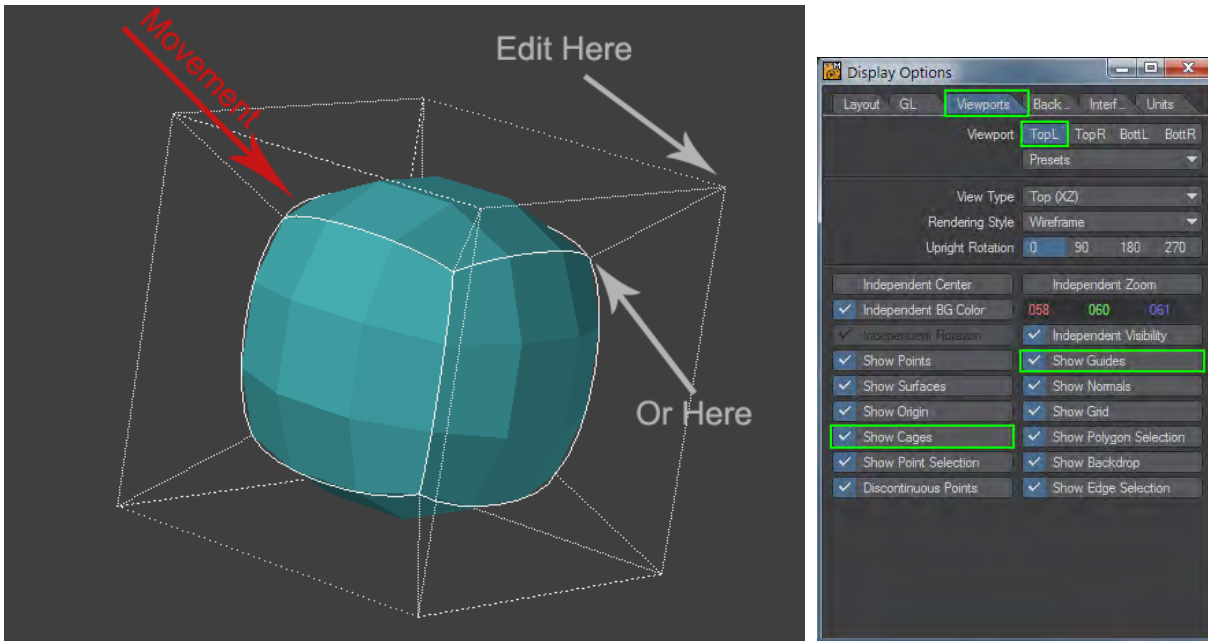 Movement
Edit Here
Or Here
Display Options
Layout GL Viewports Back... Interf... Units
Viewport TopL TopR BottL BottR
Presets
View Type Top (XZ)
Rendering Style Wireframe
Upright Rotation 0 90 180 270
Independent Center Independent Zoom
Independent BG Color 058 060 061
Independent Rotation Independent Visibility
Show Points Show Guides
Show Surfaces Show Normals
Show Origin Show Grid
Show Cages Show Polygon Selection
Show Point Selection Show Backdrop
Discontinuous Points Show Edge Selection